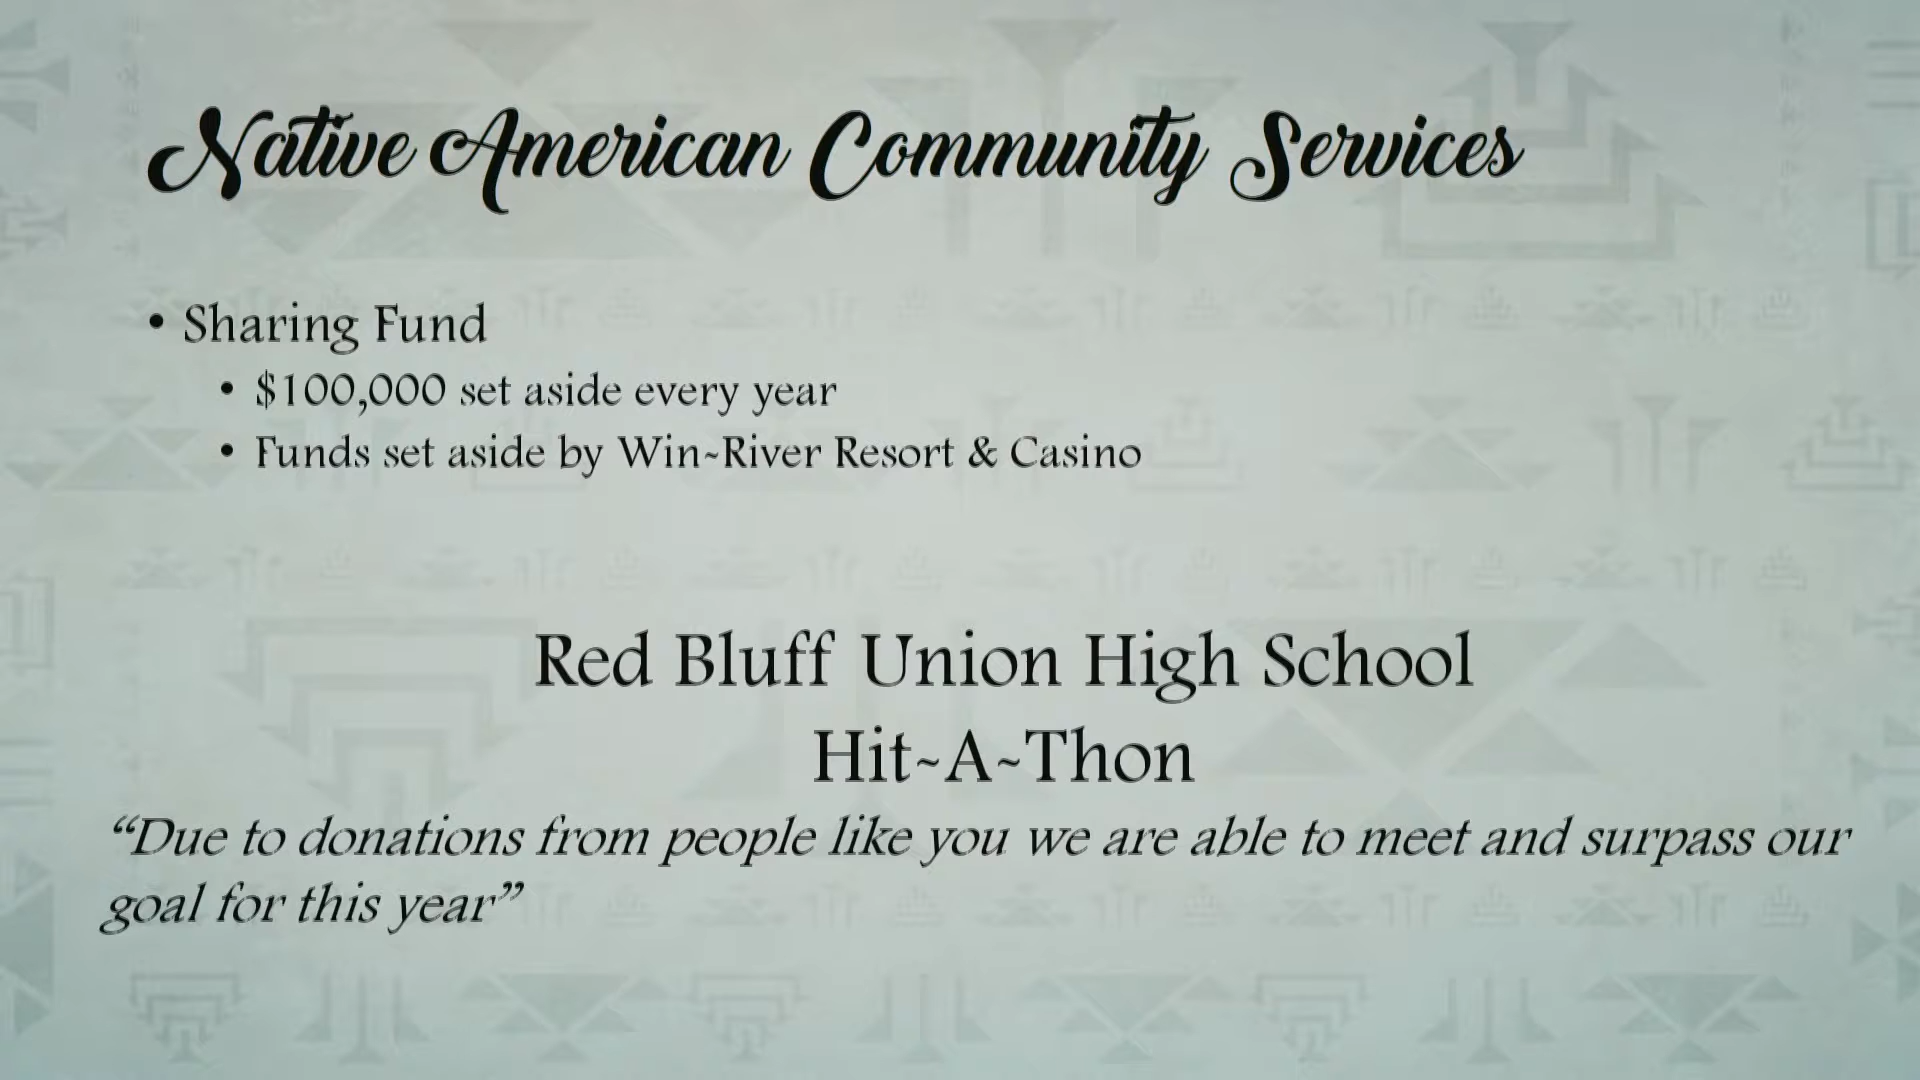 Native American Community Services
• Sharing Fund
• $100,000 set aside every year
• Funds set aside by Win~River Resort & Casino
Red Bluff Union High School
Hit~A~Thon
“Due to donations from people like you we are able to meet and surpass our
goal for this year”